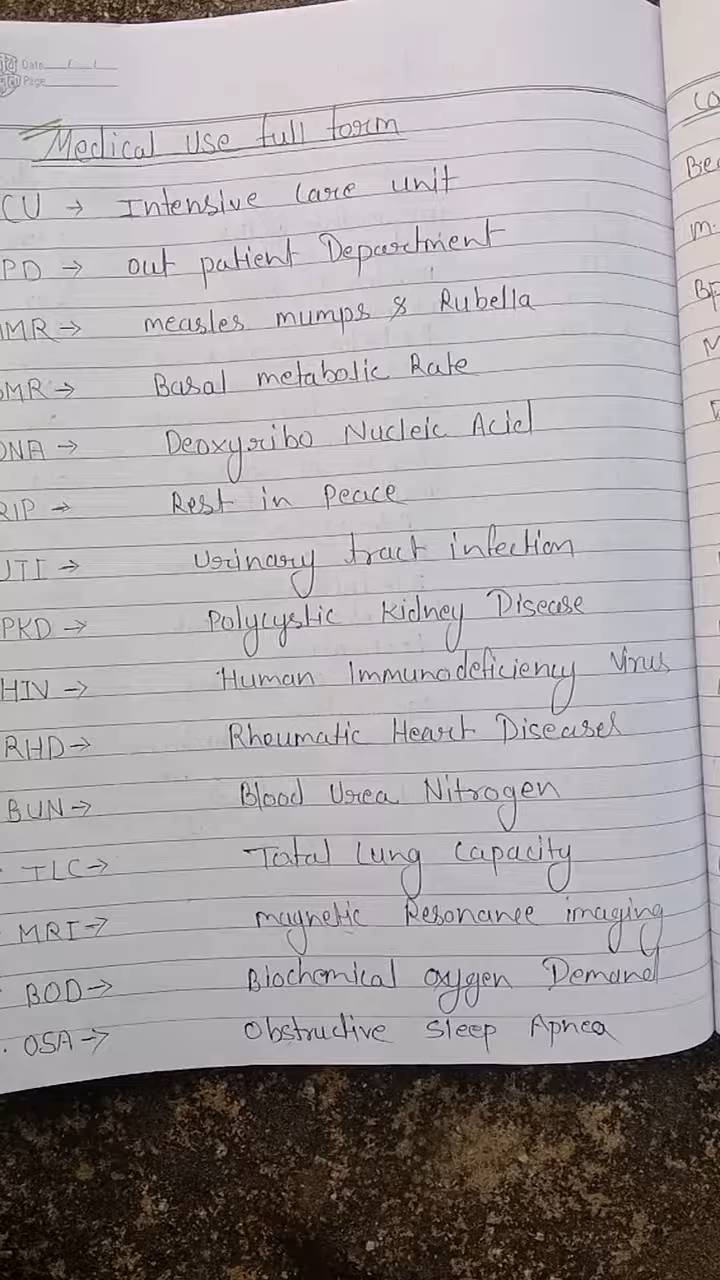 Date / /
Page
Medical Use full form
CU → Intensive Care unit
PD → out patient Department
MR → measles mumps & Rubella
MR → Basal metabolic Rate
DNA → Deoxyribo Nucleic Acid
RIP → Rest in Peace
UTI → Urinary tract infection
PKD → Polycystic Kidney Disease
HIV → Human Immunodeficiency Virus
RHD → Rheumatic Heart Diseases
BUN → Blood Urea Nitrogen
TLC → Total Lung Capacity
MRI → magnetic Resonance imaging
BOD → Biochemical oxygen Demand
OSA → Obstructive Sleep Apnea